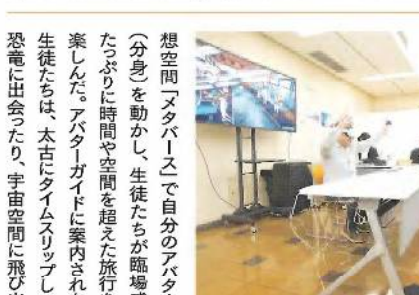 想空間「メタバース」で自分のアバター
（分身）を動かし、生徒たちが臨場感
たっぷりに時間や空間を超えた旅行を
楽しんだ。アバターガイドに案内された
生徒たちは、太古にタイムスリップし
恐竜に出会ったり、宇宙空間に飛び出